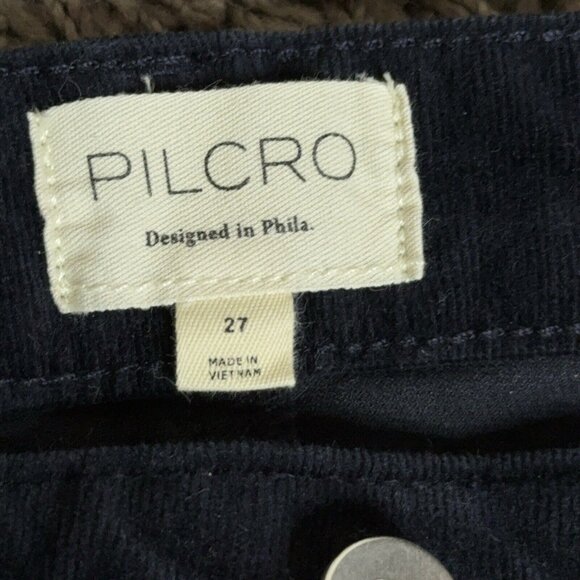 PILCRO
Designed in Phila.
27
MADE IN
VIETNAM